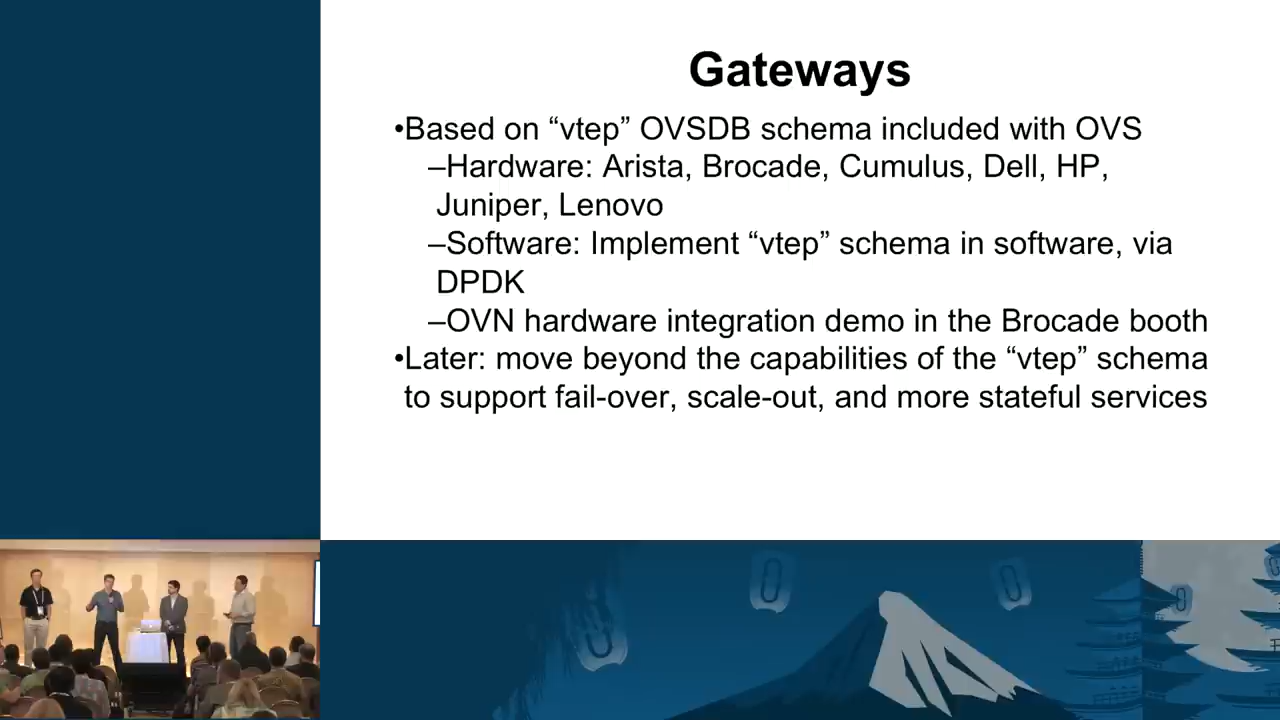 Gateways
•Based on “vtep” OVSDB schema included with OVS
–Hardware: Arista, Brocade, Cumulus, Dell, HP,
Juniper, Lenovo
–Software: Implement “vtep” schema in software, via
DPDK
–OVN hardware integration demo in the Brocade booth
•Later: move beyond the capabilities of the “vtep” schema
to support fail-over, scale-out, and more stateful services